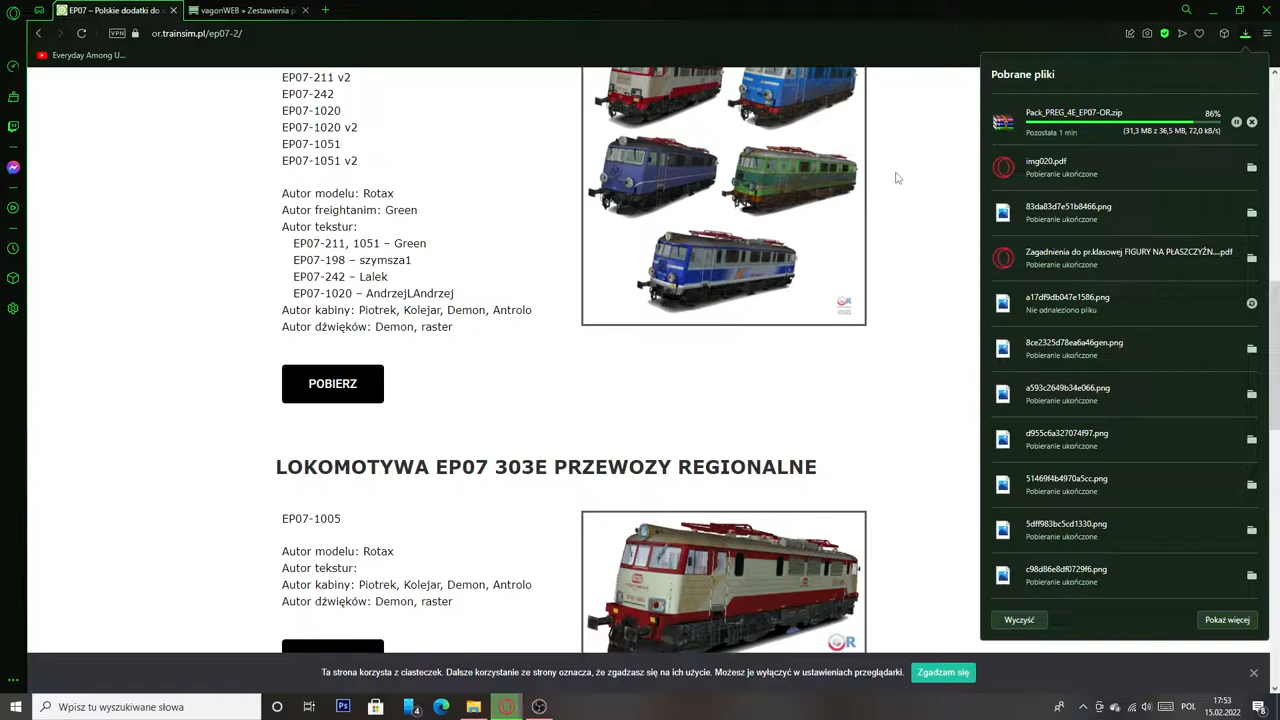 EP07 – Polskie dodatki do s
vagonWEB » Zestawienia p
VPN
or.trainsim.pl/ep07-2/
Everyday Among U...
EP07-211 v2
EP07-242
EP07-1020
EP07-1020 v2
EP07-1051
EP07-1051 v2
Autor modelu: Rotax
Autor freightanim: Green
Autor tekstur:
EP07-211, 1051 – Green
EP07-198 – szymsza1
EP07-242 – Lalek
EP07-1020 – AndrzejLAndrzej
Autor kabiny: Piotrek, Kolejar, Demon, Antrolo
Autor dźwięków: Demon, raster
POBIERZ
LOKOMOTYWA EP07 303E PRZEWOZY REGIONALNE
EP07-1005
Autor modelu: Rotax
Autor tekstur:
Autor kabiny: Piotrek, Kolejar, Demon, Antrolo
Autor dźwięków: Demon, raster
Pobrane pliki
Pack_PREG_4E_EP07-OR.zip
86%
Pozostała 1 min
(31,3 MB z 36,5 MB, 72,0 kB/s)
img020.pdf
Pobieranie ukończone
83da83d7e51b8466.png
Pobieranie ukończone
Zagadnienia do pr.klasowej FIGURY NA PŁASZCZYŹN....pdf
Pobieranie ukończone
a17df9db047e1586.png
Nie odnaleziono pliku
8ce2325d78ea6a46gen.png
Pobieranie ukończone
a593c2649b34e066.png
Pobieranie ukończone
d955c6a327074f97.png
Pobieranie ukończone
51469f4b4970a5cc.png
Pobieranie ukończone
5dff983bc5cd1330.png
Pobieranie ukończone
c98d86e8df0729f6.png
Pobieranie ukończone
Wyczyść
Pokaż więcej
Ta strona korzysta z ciasteczek. Dalsze korzystanie ze strony oznacza, że zgadzasz się na ich użycie. Możesz je wyłączyć w ustawieniach przeglądarki.
Zgadzam się
Wpisz tu wyszukiwane słowa
Ps
4
POL
17:53
15.02.2022
8